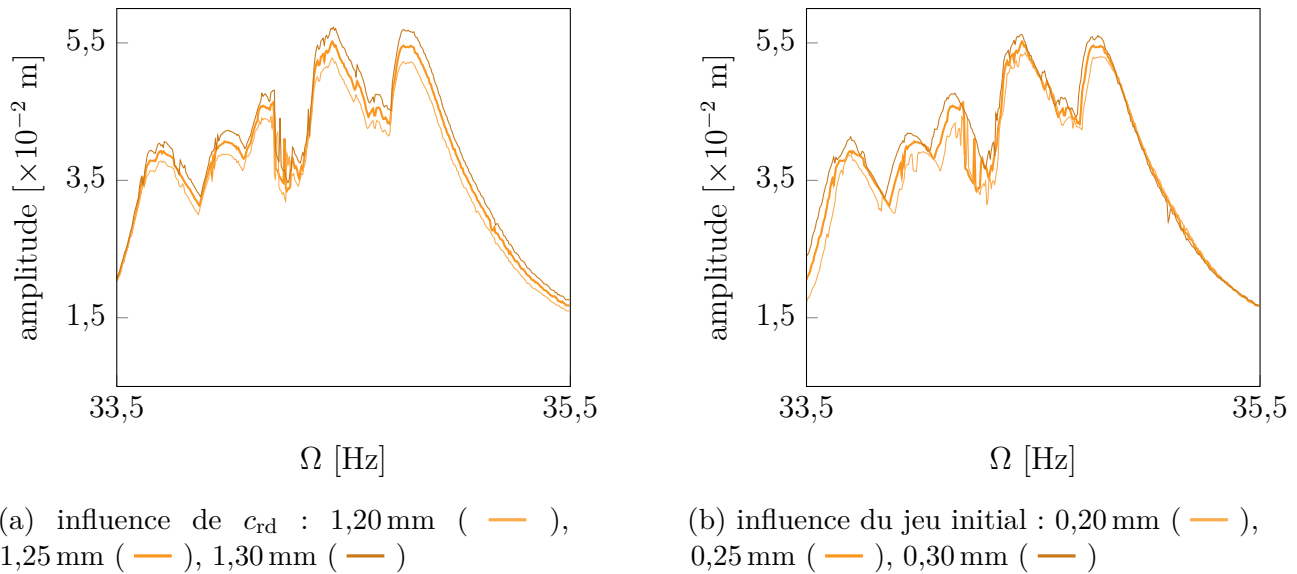 5,5
3,5
1,5
amplitude [×10⁻² m]
33,5 35,5
Ω [Hz]
5,5
3,5
1,5
amplitude [×10⁻² m]
33,5 35,5
Ω [Hz]
(a) influence de c_rd : 1,20 mm ( — ),
1,25 mm ( — ), 1,30 mm ( — )
(b) influence du jeu initial : 0,20 mm ( — ),
0,25 mm ( — ), 0,30 mm ( — )